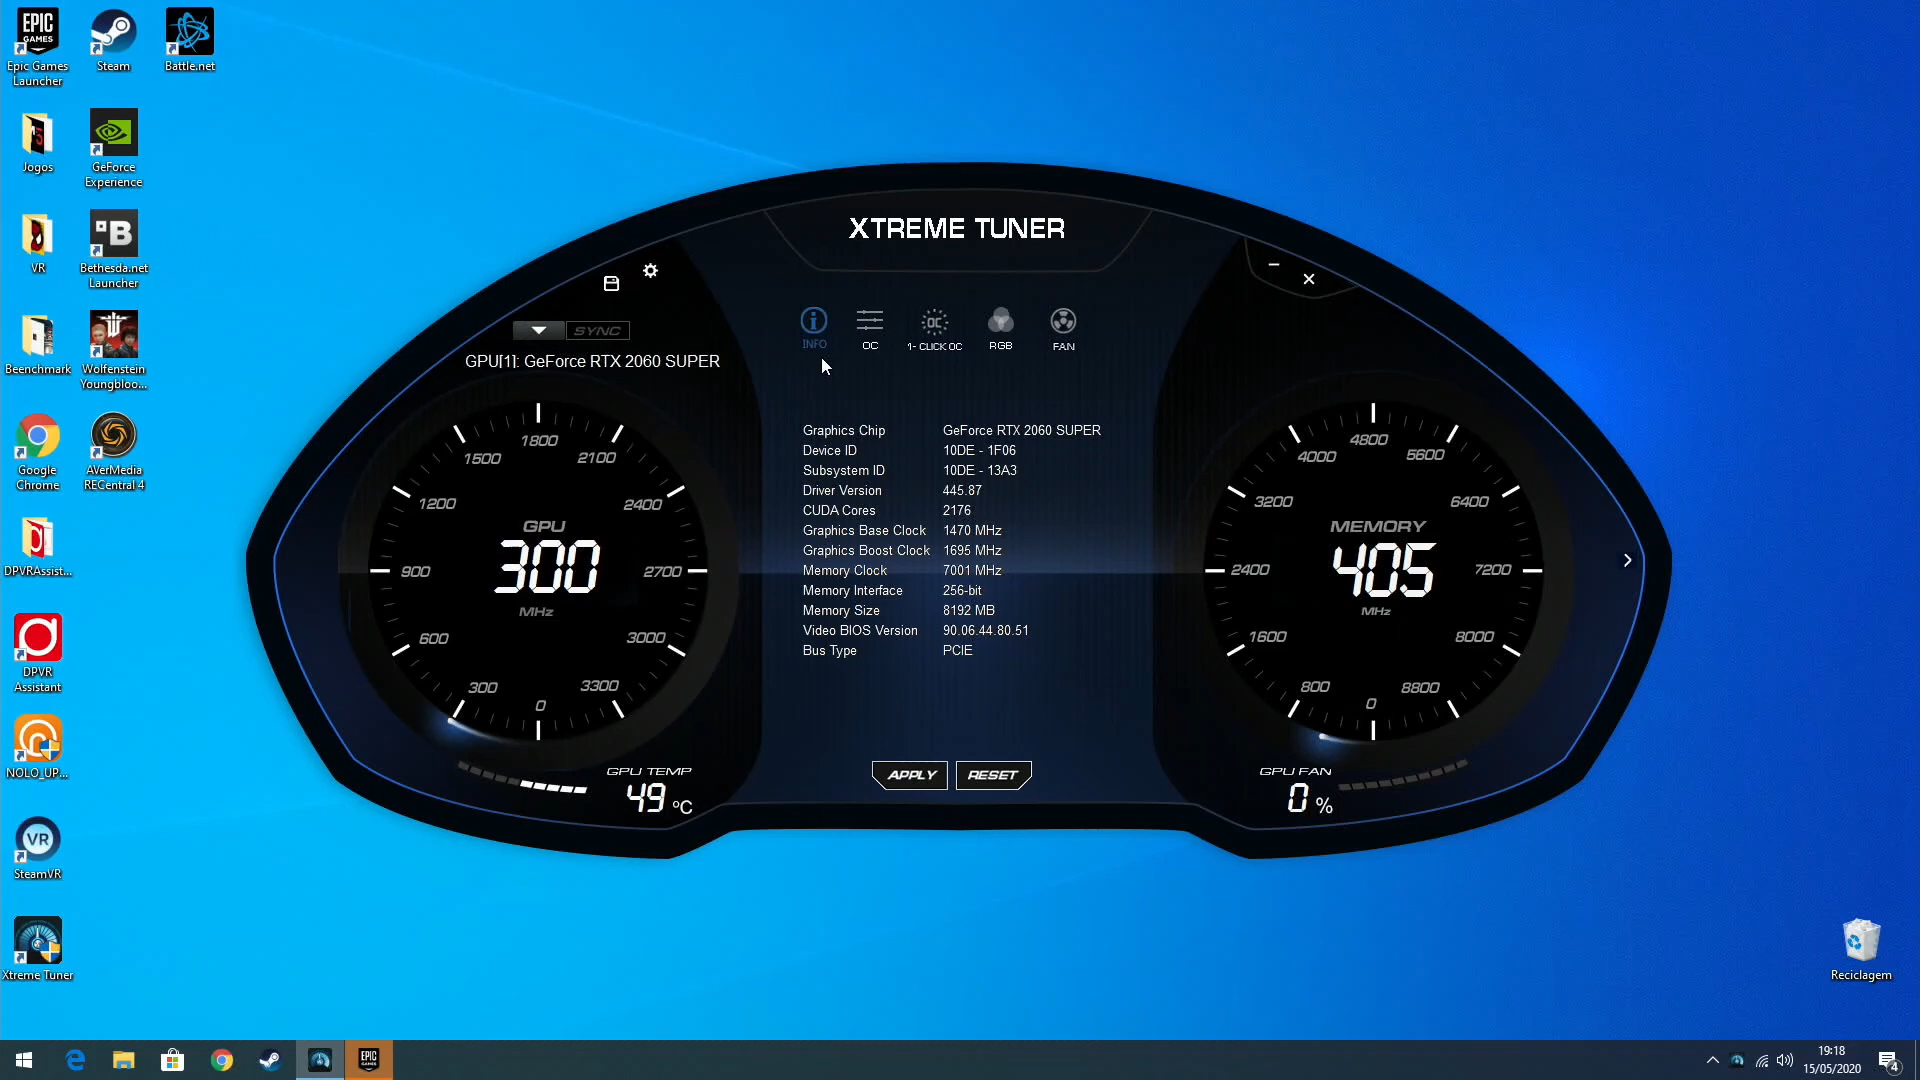 EPIC
GAMES
Epic Games
Launcher
Steam
Battle.net
Jogos
GeForce
Experience
VR
B
Bethesda.net
Launcher
Beenchmark
Wolfenstein
Youngbloo...
Google
Chrome
AVerMedia
RECentral 4
DPVRAssist...
DPVR
Assistant
NOLO_UP...
VR
SteamVR
Xtreme Tuner
Reciclagem
XTREME TUNER
SYNC
GPU[1]: GeForce RTX 2060 SUPER
INFO
OC
OC
1- CLICK OC
RGB
FAN
0
300
600
900
1200
1500
1800
2100
2400
2700
3000
3300
GPU
300
MHz
GPU TEMP
49 °C
Graphics Chip GeForce RTX 2060 SUPER
Device ID 10DE - 1F06
Subsystem ID 10DE - 13A3
Driver Version 445.87
CUDA Cores 2176
Graphics Base Clock 1470 MHz
Graphics Boost Clock 1695 MHz
Memory Clock 7001 MHz
Memory Interface 256-bit
Memory Size 8192 MB
Video BIOS Version 90.06.44.80.51
Bus Type PCIE
APPLY
RESET
0
800
1600
2400
3200
4000
4800
5600
6400
7200
8000
8800
MEMORY
405
MHz
GPU FAN
0 %
EPIC
GAMES
19:18
15/05/2020
4